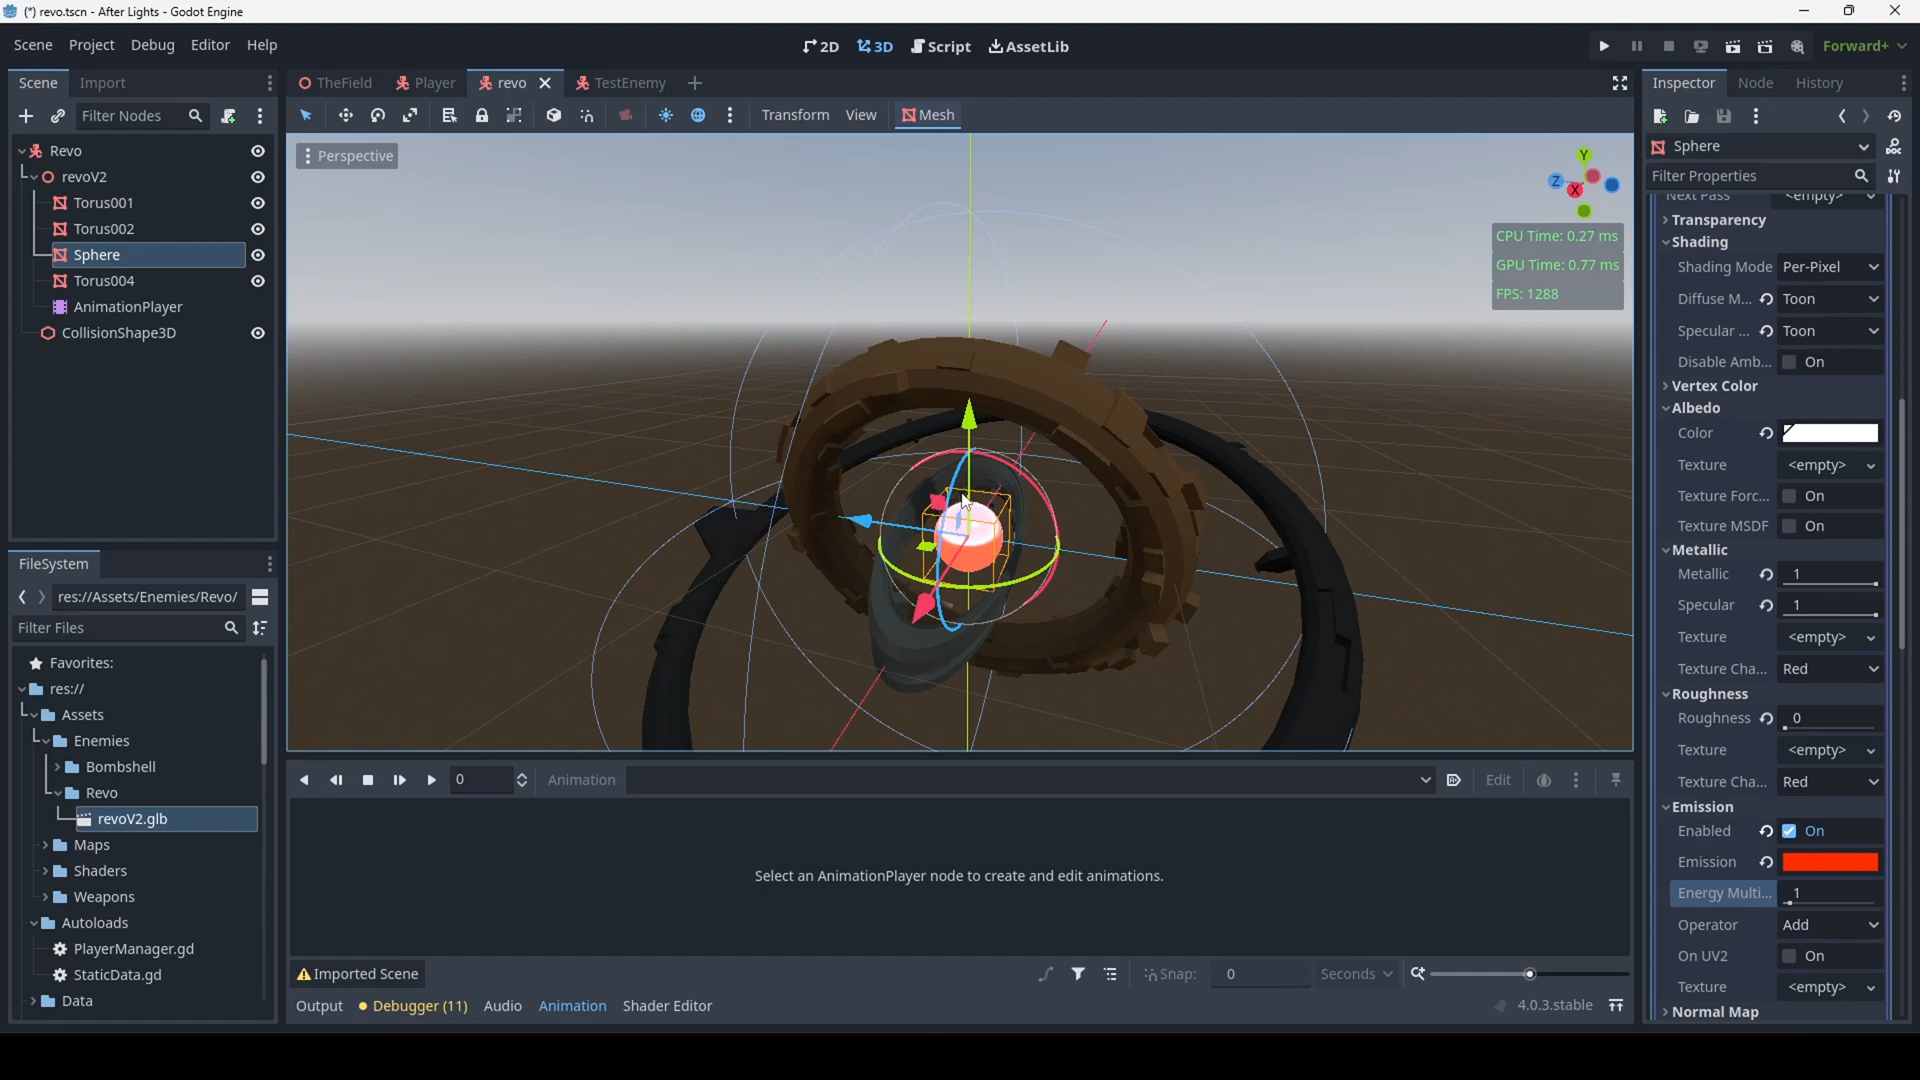 (*) revo.tscn - After Lights - Godot Engine
Scene Project Debug Editor Help
2D 3D Script AssetLib
Forward+
Scene Import
Filter Nodes
Revo
revoV2
Torus001
Torus002
Sphere
Torus004
AnimationPlayer
CollisionShape3D
FileSystem
res://Assets/Enemies/Revo/
Filter Files
Favorites:
res://
Assets
Enemies
Bombshell
Revo
revoV2.glb
Maps
Shaders
Weapons
Autoloads
PlayerManager.gd
StaticData.gd
Data
TheField Player revo TestEnemy
Transform View Mesh
Perspective
Y
Z
X
CPU Time: 0.27 ms
GPU Time: 0.77 ms
FPS: 1288
0 Animation Edit
Select an AnimationPlayer node to create and edit animations.
Imported Scene Snap: 0 Seconds
Output Debugger (11) Audio Animation Shader Editor 4.0.3.stable
Inspector Node History
Sphere
Filter Properties
Next Pass <empty>
Transparency
Shading
Shading Mode Per-Pixel
Diffuse M... Toon
Specular ... Toon
Disable Amb... On
Vertex Color
Albedo
Color
Texture <empty>
Texture Forc... On
Texture MSDF On
Metallic
Metallic 1
Specular 1
Texture <empty>
Texture Cha... Red
Roughness
Roughness 0
Texture <empty>
Texture Cha... Red
Emission
Enabled On
Emission
Energy Multi... 1
Operator Add
On UV2 On
Texture <empty>
Normal Map